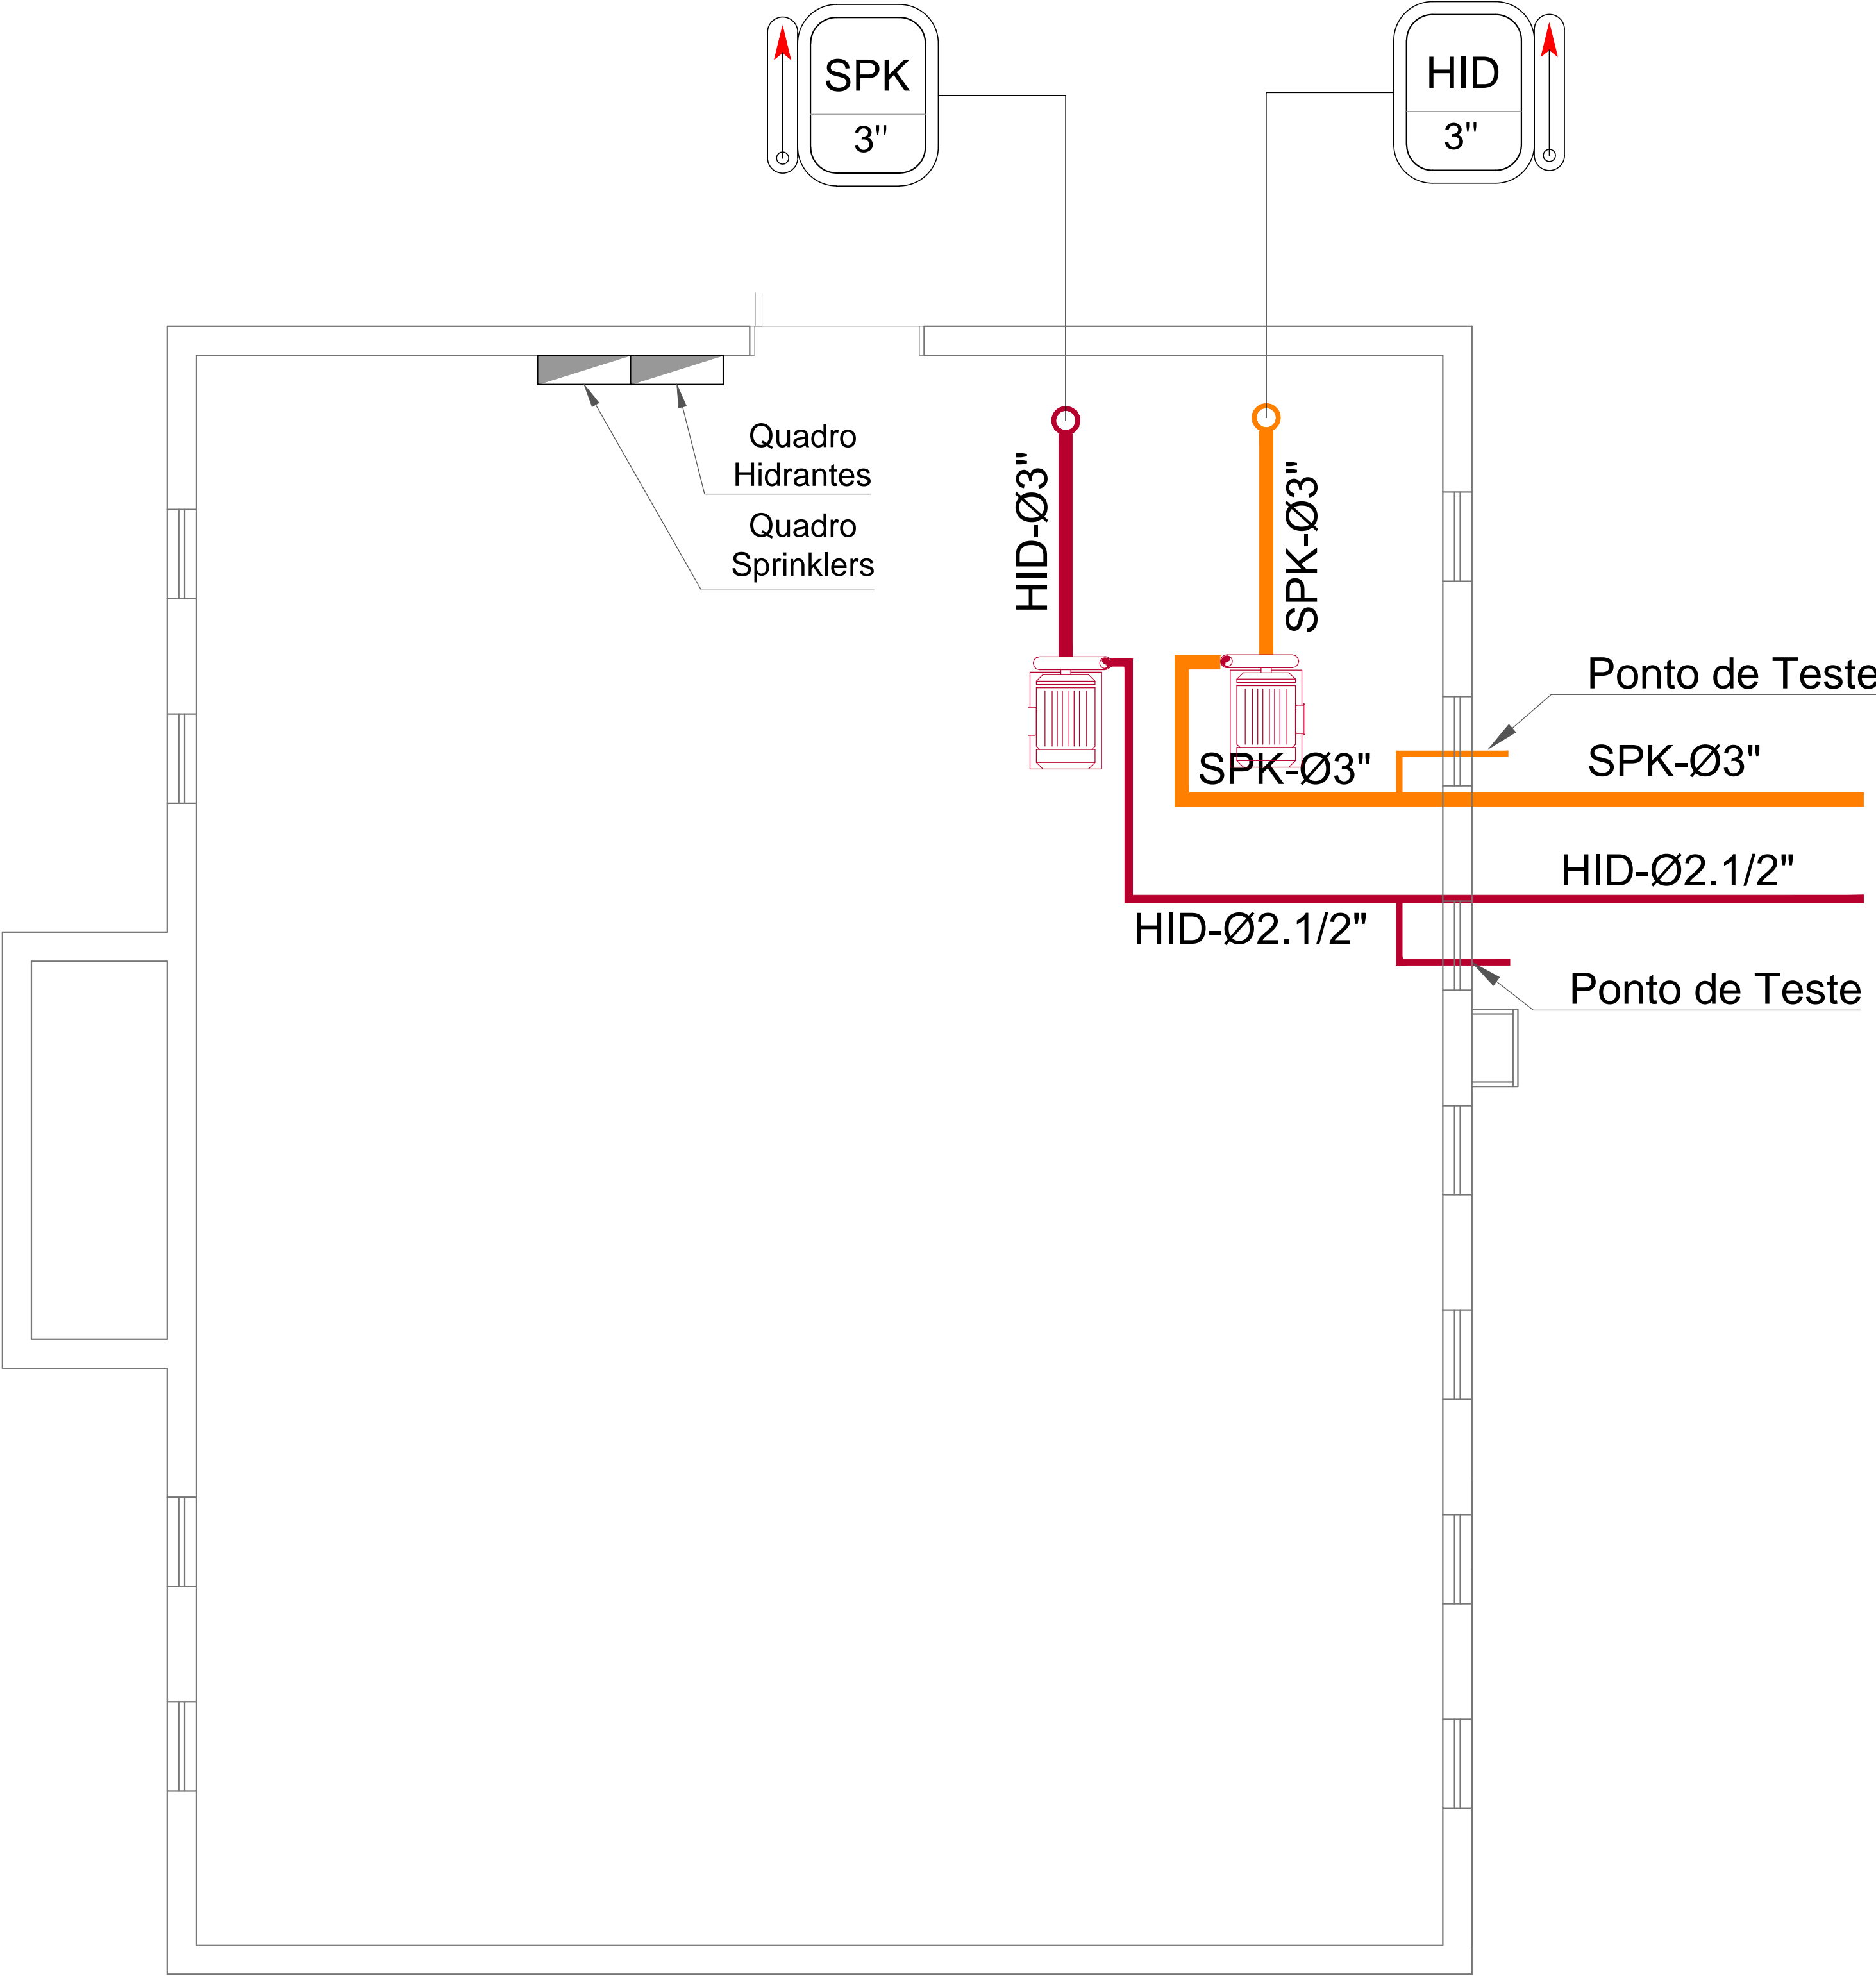 SPK
3''
HID
3''
Quadro
Hidrantes
Quadro
Sprinklers
HID-Ø3"
SPK-Ø3"
Ponto de Teste
SPK-Ø3"
SPK-Ø3"
HID-Ø2.1/2"
HID-Ø2.1/2"
Ponto de Teste